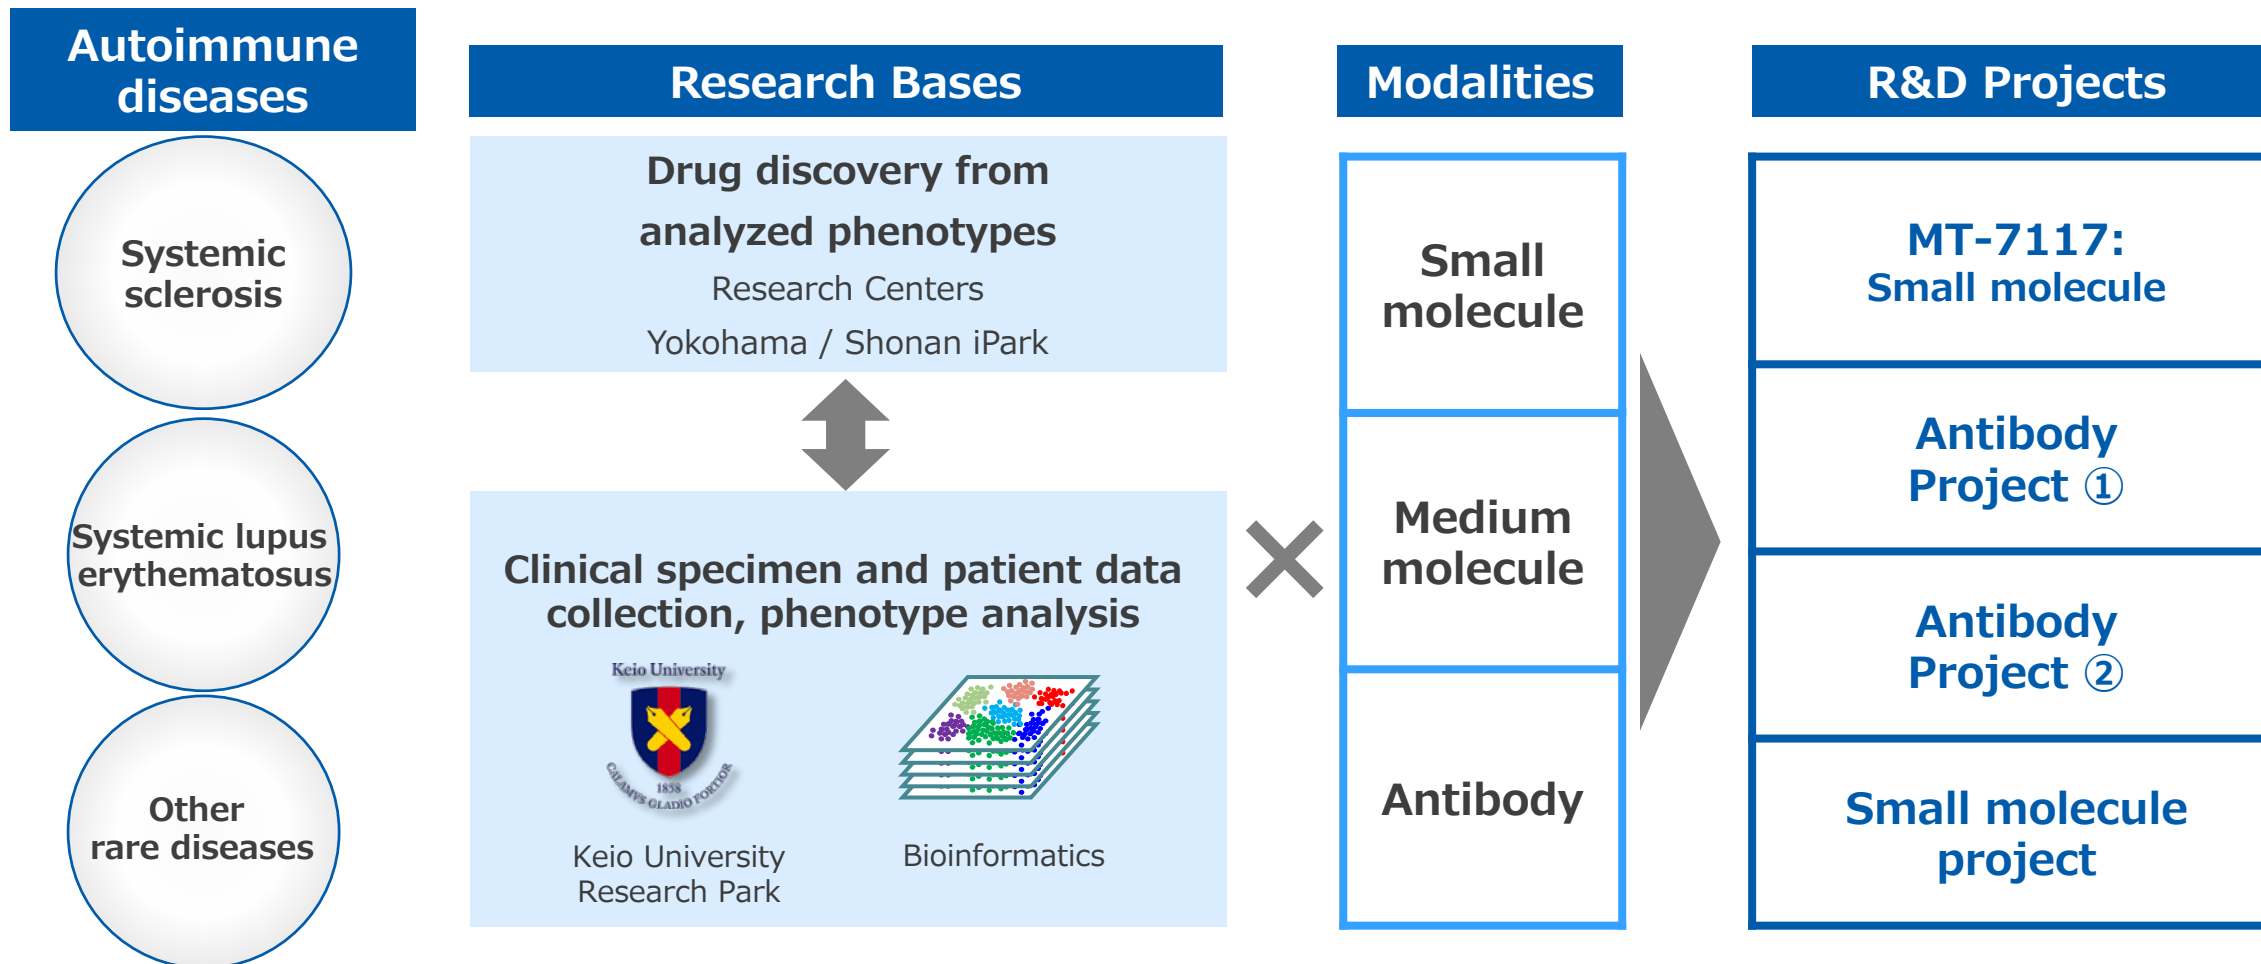 Autoimmune
diseases
Systemic
sclerosis
Systemic lupus
erythematosus
Other
rare diseases
Research Bases
Drug discovery from
analyzed phenotypes
Research Centers
Yokohama / Shonan iPark
Clinical specimen and patient data
collection, phenotype analysis
Keio University
1858
CALAMVS GLADIO FORTIOR
Keio University
Research Park
Bioinformatics
Modalities
Small
molecule
Medium
molecule
Antibody
R&D Projects
MT-7117:
Small molecule
Antibody
Project ①
Antibody
Project ②
Small molecule
project